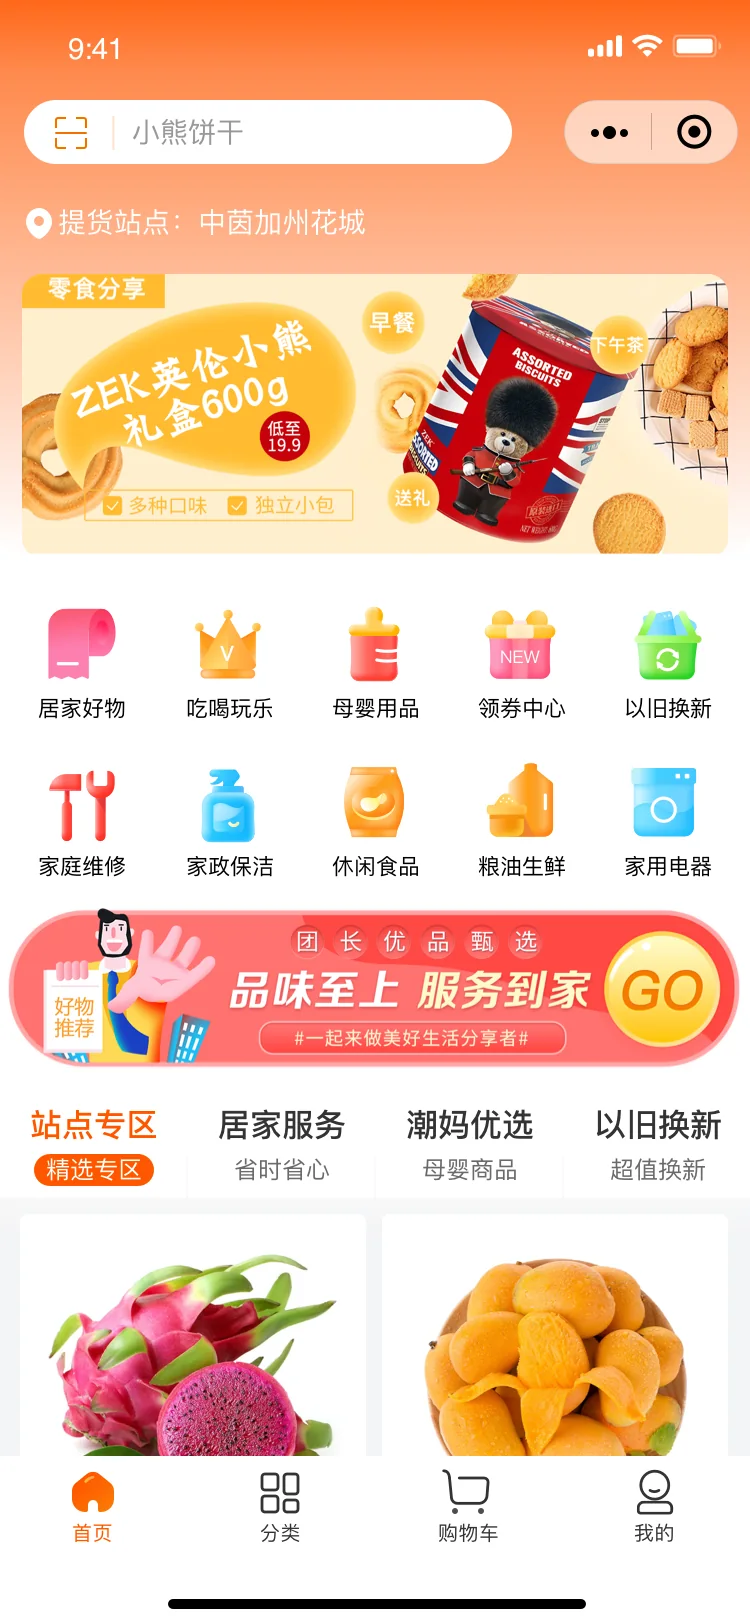 9:41
小熊饼干
提货站点：中茵加州花城
零食分享
ZEK英伦小熊
礼盒600g
低至
19.9
多种口味 独立小包
早餐
下午茶
送礼
ASSORTED
BISCUITS
ZEK
ASSORTED
BISCUITS
NEW
居家好物 吃喝玩乐 母婴用品 领券中心 以旧换新
家庭维修 家政保洁 休闲食品 粮油生鲜 家用电器
好物
推荐
团长优品甄选
品味至上 服务到家
#一起来做美好生活分享者#
GO
站点专区 居家服务 潮妈优选 以旧换新
精选专区 省时省心 母婴商品 超值换新
首页 分类 购物车 我的